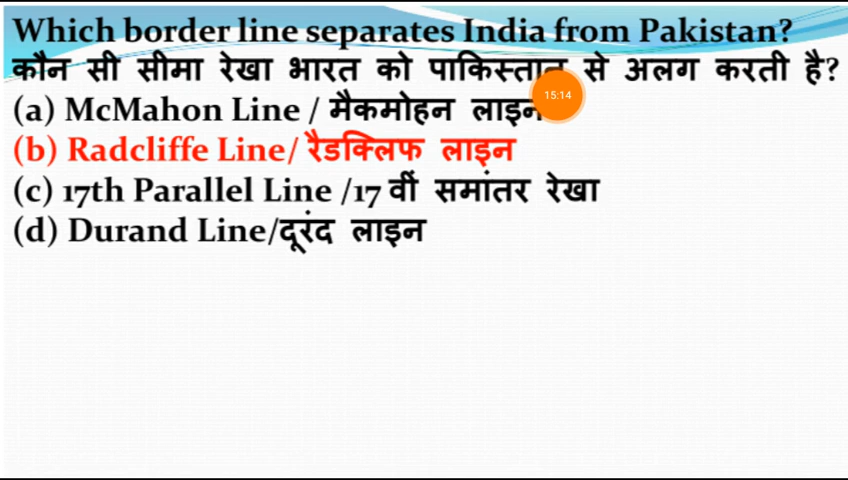 Which border line separates India from Pakistan?
कौन सी सीमा रेखा भारत को पाकिस्तान से अलग करती है?
(a) McMahon Line / मैकमोहन लाइन
15:14
(b) Radcliffe Line/ रैडक्लिफ लाइन
(c) 17th Parallel Line /17 वीं समांतर रेखा
(d) Durand Line/दूरंद लाइन